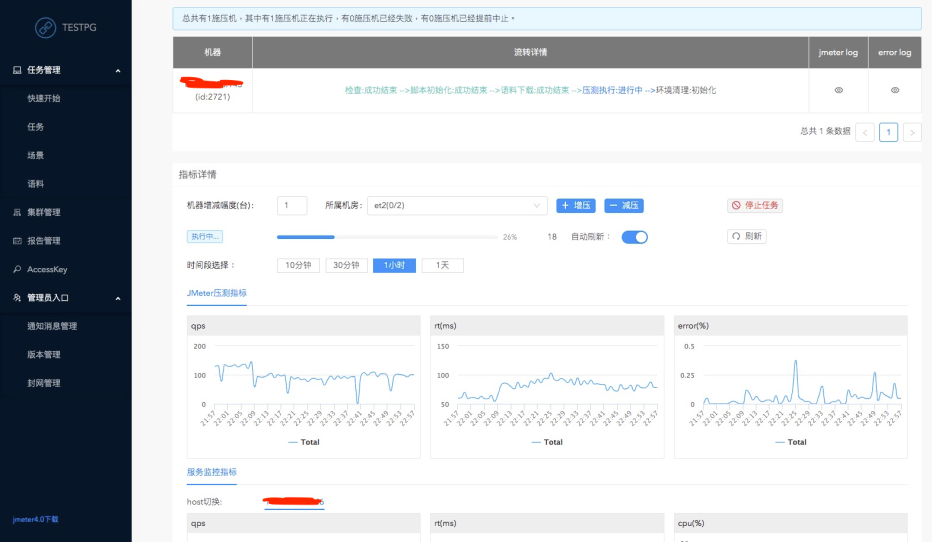 TESTPG
任务管理
快速开始
任务
场景
语料
集群管理
报告管理
AccessKey
管理员入口
通知消息管理
版本管理
封网管理
jmeter4.0下载
总共有1施压机，其中有1施压机正在执行，有0施压机已经失败，有0施压机已经提前中止。
机器 流转详情 jmeter log error log
(id:2721)
检查:成功结束 -->脚本初始化:成功结束 -->语料下载:成功结束 -->压测执行:进行中 -->环境清理:初始化
总共 1 条数据 < 1 >
指标详情
机器增减幅度(台): 1 所属机房: et2(0/2) + 增压 − 减压 停止任务
执行中... 26% 18 自动刷新： 刷新
时间段选择： 10分钟 30分钟 1小时 1天
JMeter压测指标
qps
200
100
0
21:57 22:01 22:05 22:09 22:13 22:17 22:21 22:25 22:29 22:33 22:37 22:41 22:45 22:49 22:53 22:57
Total
rt(ms)
150
100
50
21:57 22:01 22:05 22:09 22:13 22:17 22:21 22:25 22:29 22:33 22:37 22:41 22:45 22:49 22:53 22:57
Total
error(%)
0.5
0.25
0
21:57 22:01 22:05 22:09 22:13 22:17 22:21 22:25 22:29 22:33 22:37 22:41 22:45 22:49 22:53 22:57
Total
服务监控指标
host切换:
qps
rt(ms)
cpu(%)